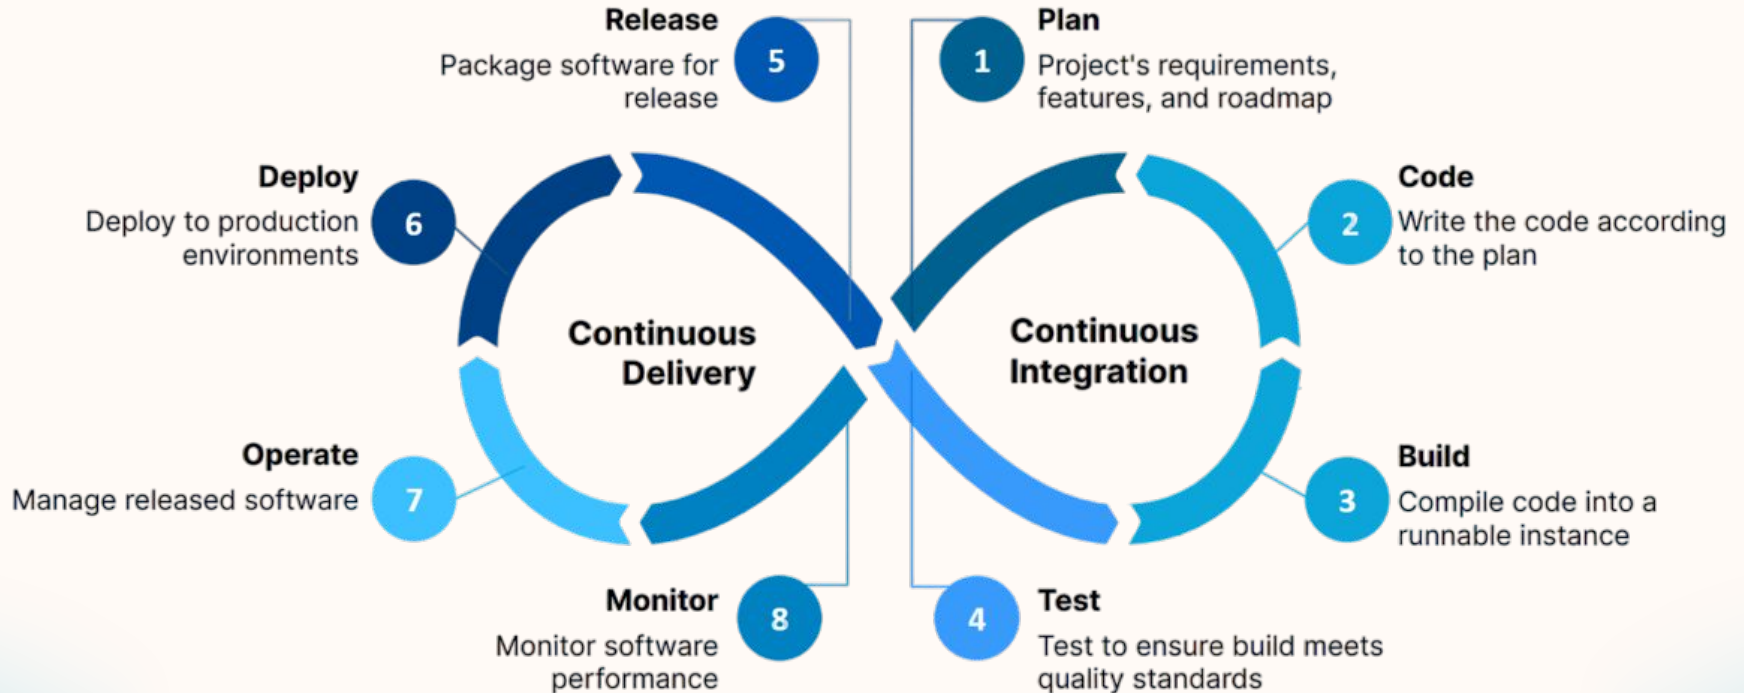 1
Plan
Project's requirements,
features, and roadmap
2
Code
Write the code according
to the plan
3
Build
Compile code into a
runnable instance
4
Test
Test to ensure build meets
quality standards
5
Release
Package software for
release
6
Deploy
Deploy to production
environments
7
Operate
Manage released software
8
Monitor
Monitor software
performance
Continuous
Delivery
Continuous
Integration